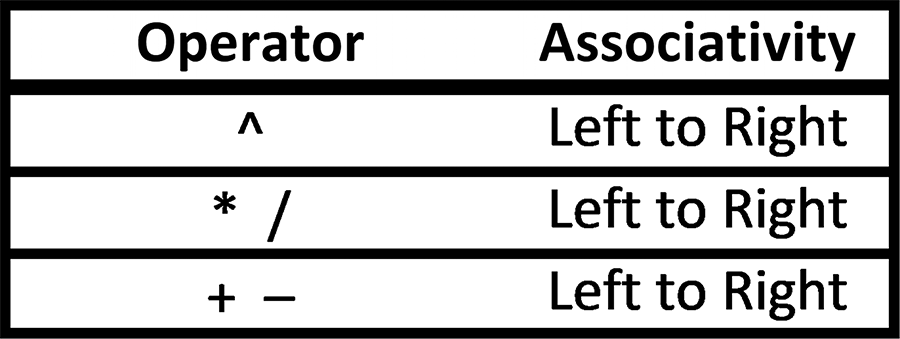 Operator Associativity
^ Left to Right
* / Left to Right
+ – Left to Right